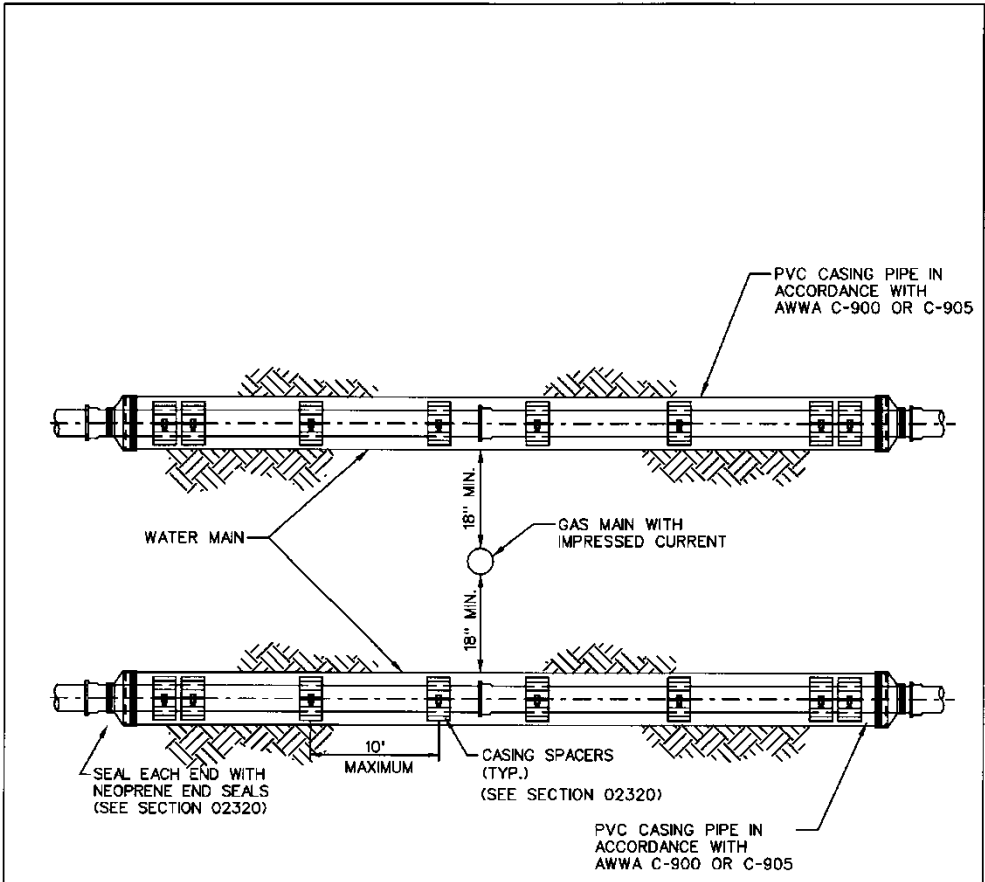 PVC CASING PIPE IN
ACCORDANCE WITH
AWWA C-900 OR C-905
18" MIN.
WATER MAIN
GAS MAIN WITH
IMPRESSED CURRENT
18" MIN.
10'
MAXIMUM
CASING SPACERS
(TYP.)
(SEE SECTION 02320)
SEAL EACH END WITH
NEOPRENE END SEALS
(SEE SECTION 02320)
PVC CASING PIPE IN
ACCORDANCE WITH
AWWA C-900 OR C-905